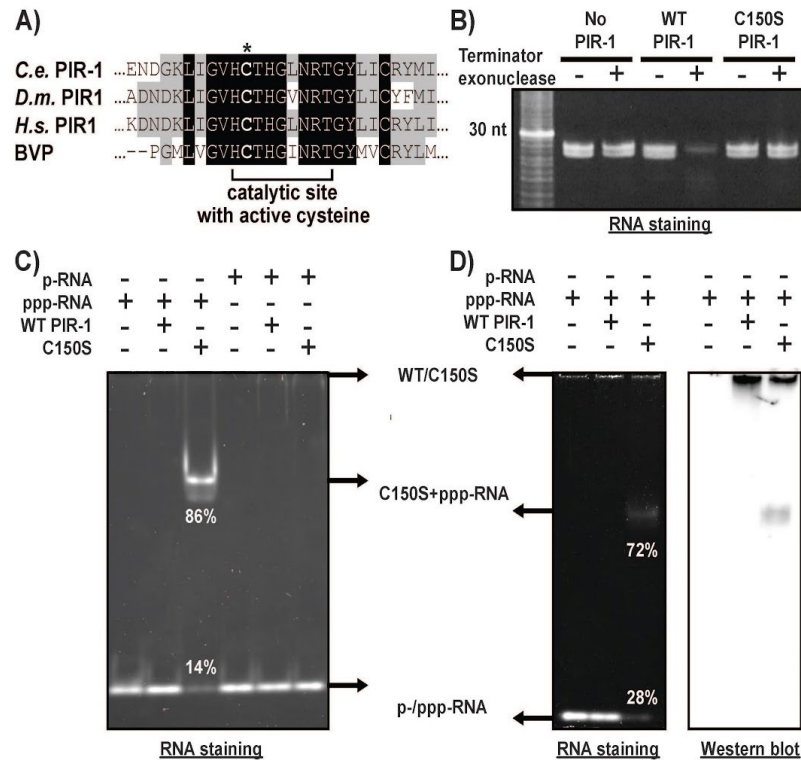 A)
*
C.e. PIR-1 ...ENDGKLIGVHCTHGLNRTGYLICRYMI...
D.m. PIR1 ...ADNDKLIGVHCTHGVNRTGYLICRYFMI...
H.s. PIR1 ...KDNDKLIGVHCTHGLNRTGYLICRYLI...
BVP ...--PGMLVGVHCTHGINRTGYMVCRYLM...
catalytic site
with active cysteine
B)
No PIR-1 WT PIR-1 C150S PIR-1
Terminator exonuclease - + - + - +
30 nt
RNA staining
C)
p-RNA - - - + + +
ppp-RNA + + + - - -
WT PIR-1 - + - - + -
C150S - - + - - +
86%
14%
RNA staining
WT/C150S
C150S+ppp-RNA
p-/ppp-RNA
D)
p-RNA - - - - - -
ppp-RNA + + + + + +
WT PIR-1 - + - - + -
C150S - - + - - +
72%
28%
RNA staining
Western blot